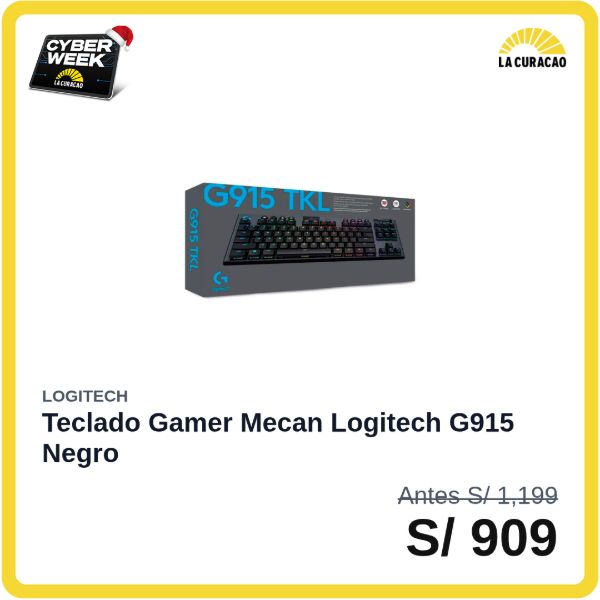 CYBER
WEEK
LA CURACAO
LA CURACAO
G915 TKL
G915 TKL
logitech
LOGITECH
Teclado Gamer Mecan Logitech G915
Negro
Antes S/ 1,199
S/ 909